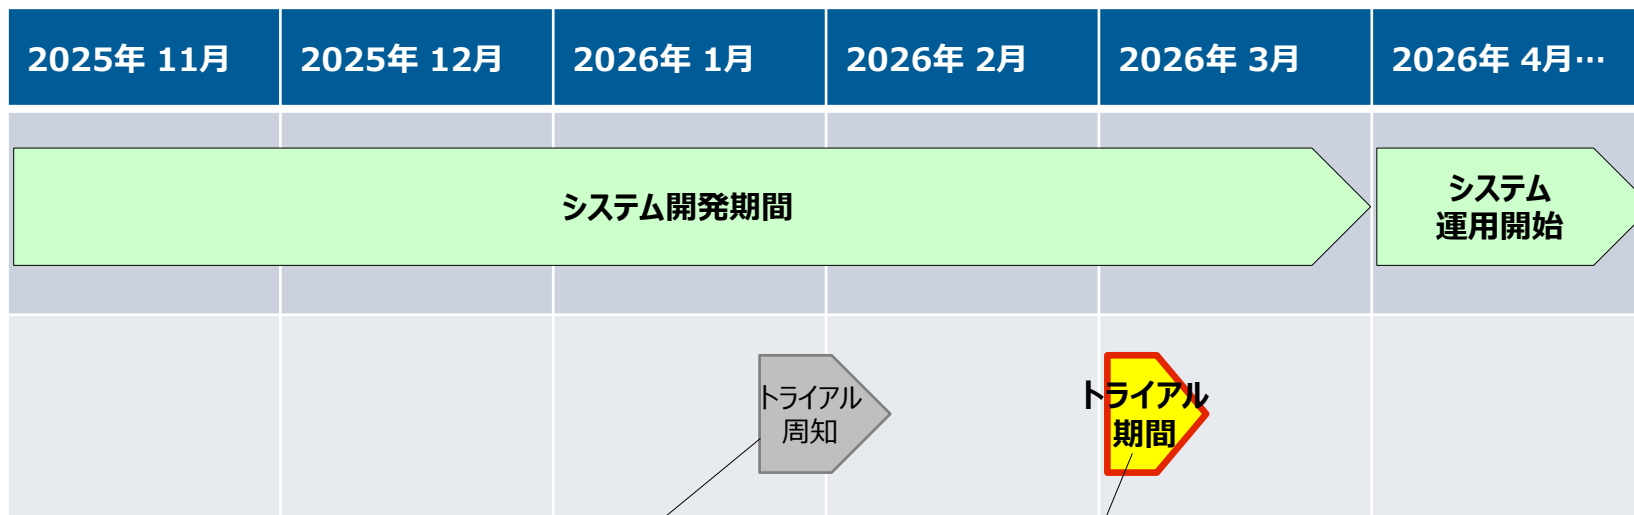 2025年 11月
2025年 12月
2026年 1月
2026年 2月
2026年 3月
2026年 4月…
システム開発期間
システム
運用開始
トライアル
周知
トライアル
期間